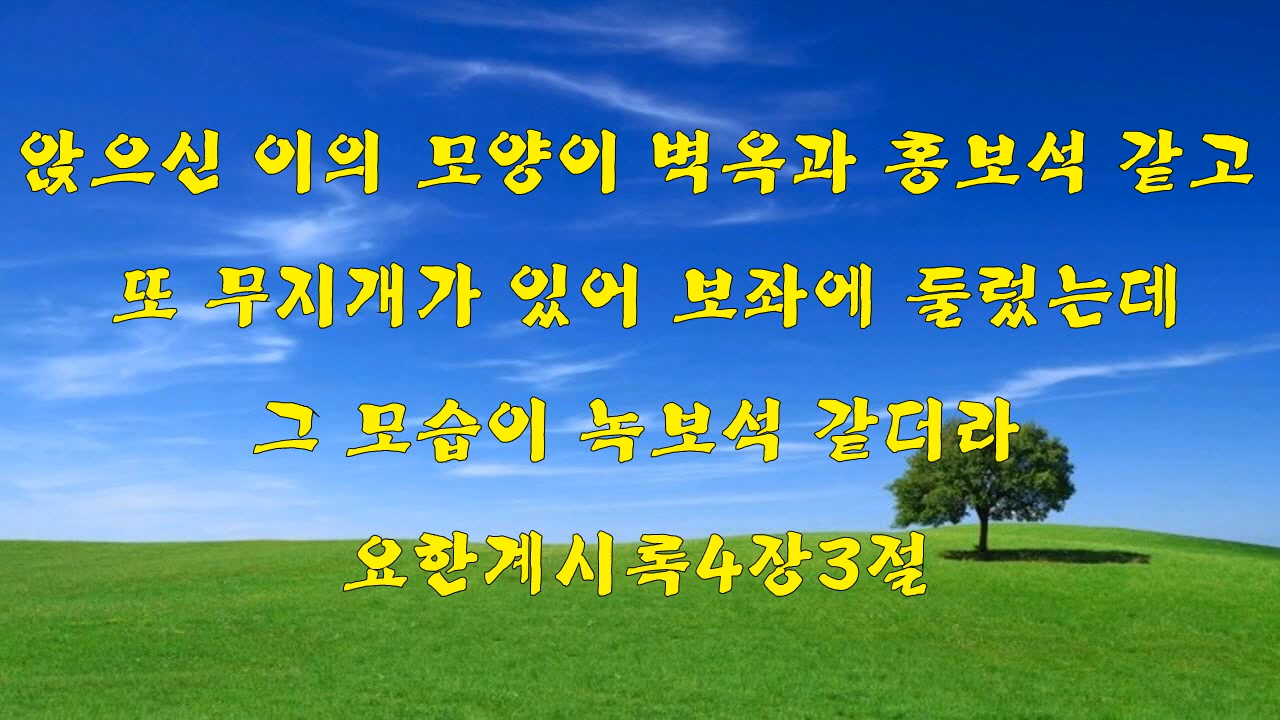 앉으신 이의 모양이 벽옥과 홍보석 같고
또 무지개가 있어 보좌에 둘렸는데
그 모습이 녹보석 같더라
요한계시록4장3절